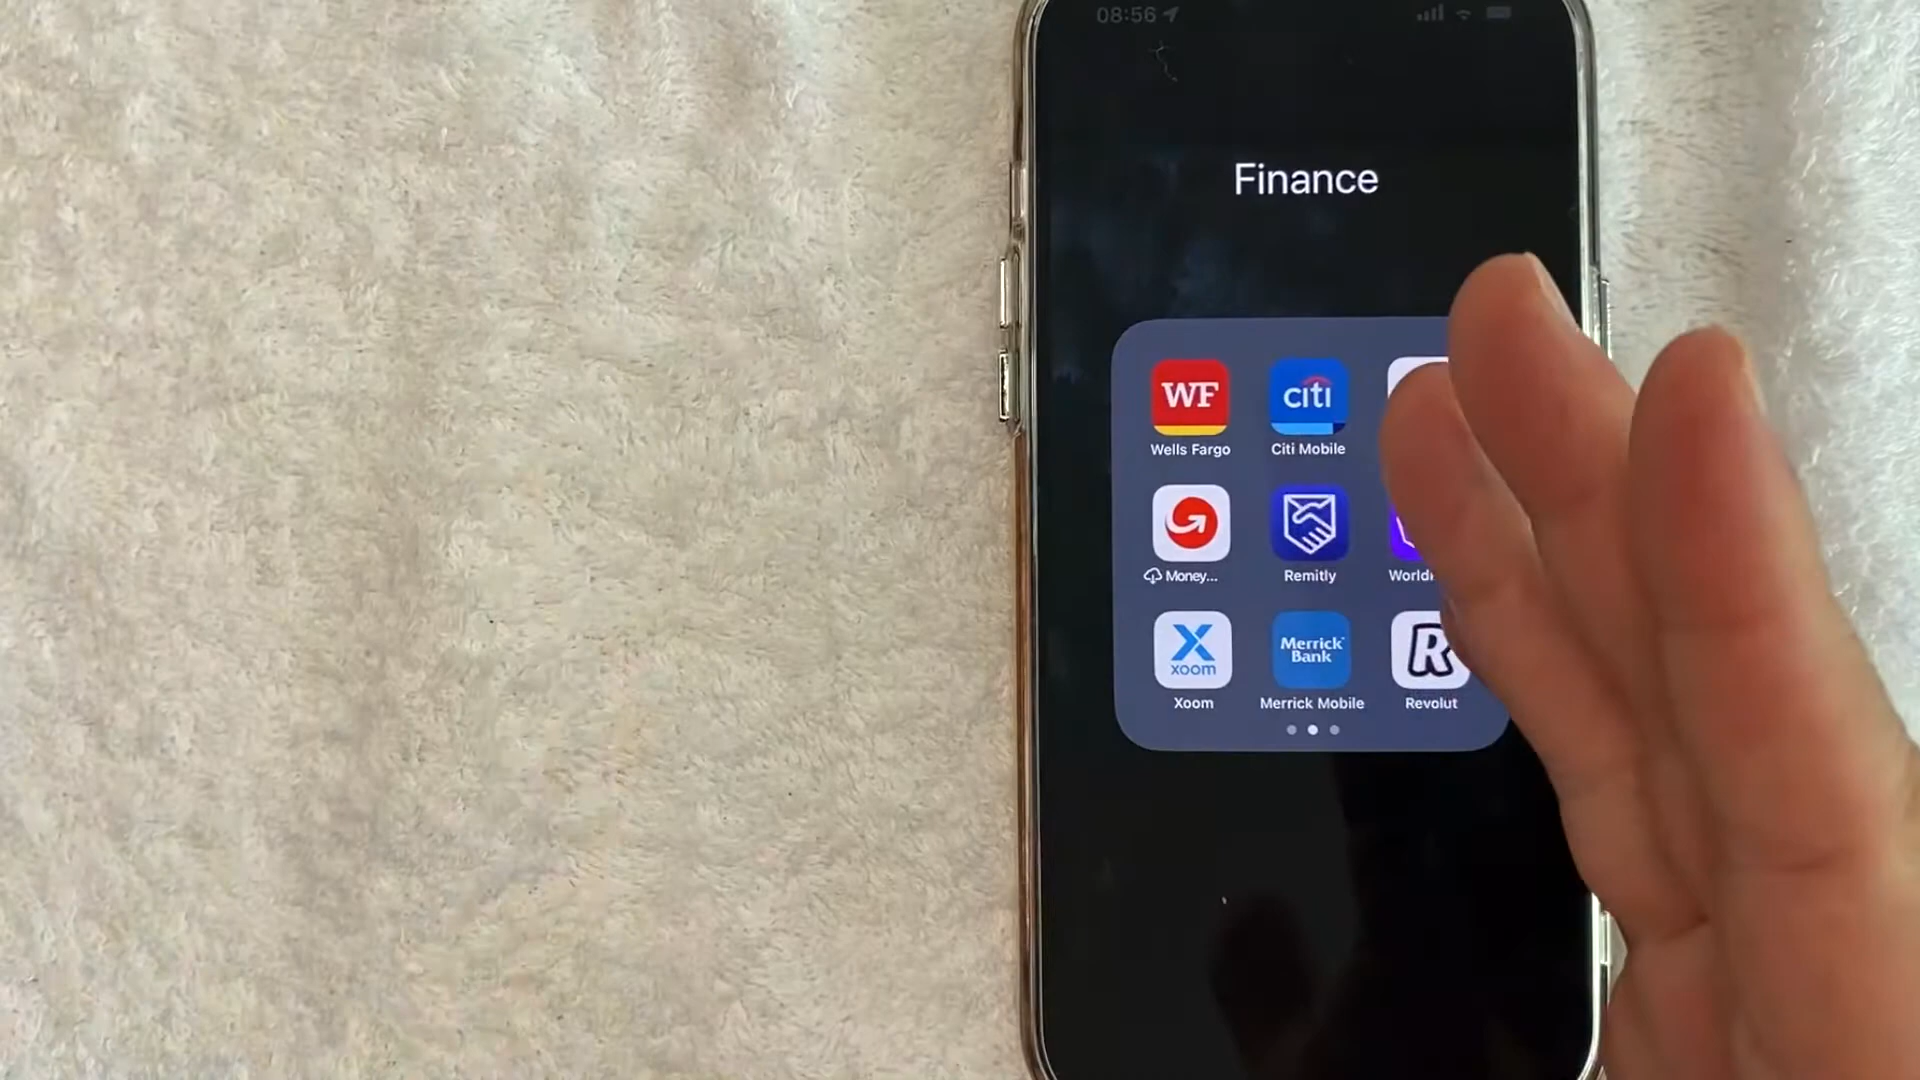 08:56
Finance
WF
citi
Wells Fargo
Citi Mobile
Money...
Remitly
X
xoom
Merrick
Bank
R
Xoom
Merrick Mobile
Revolut